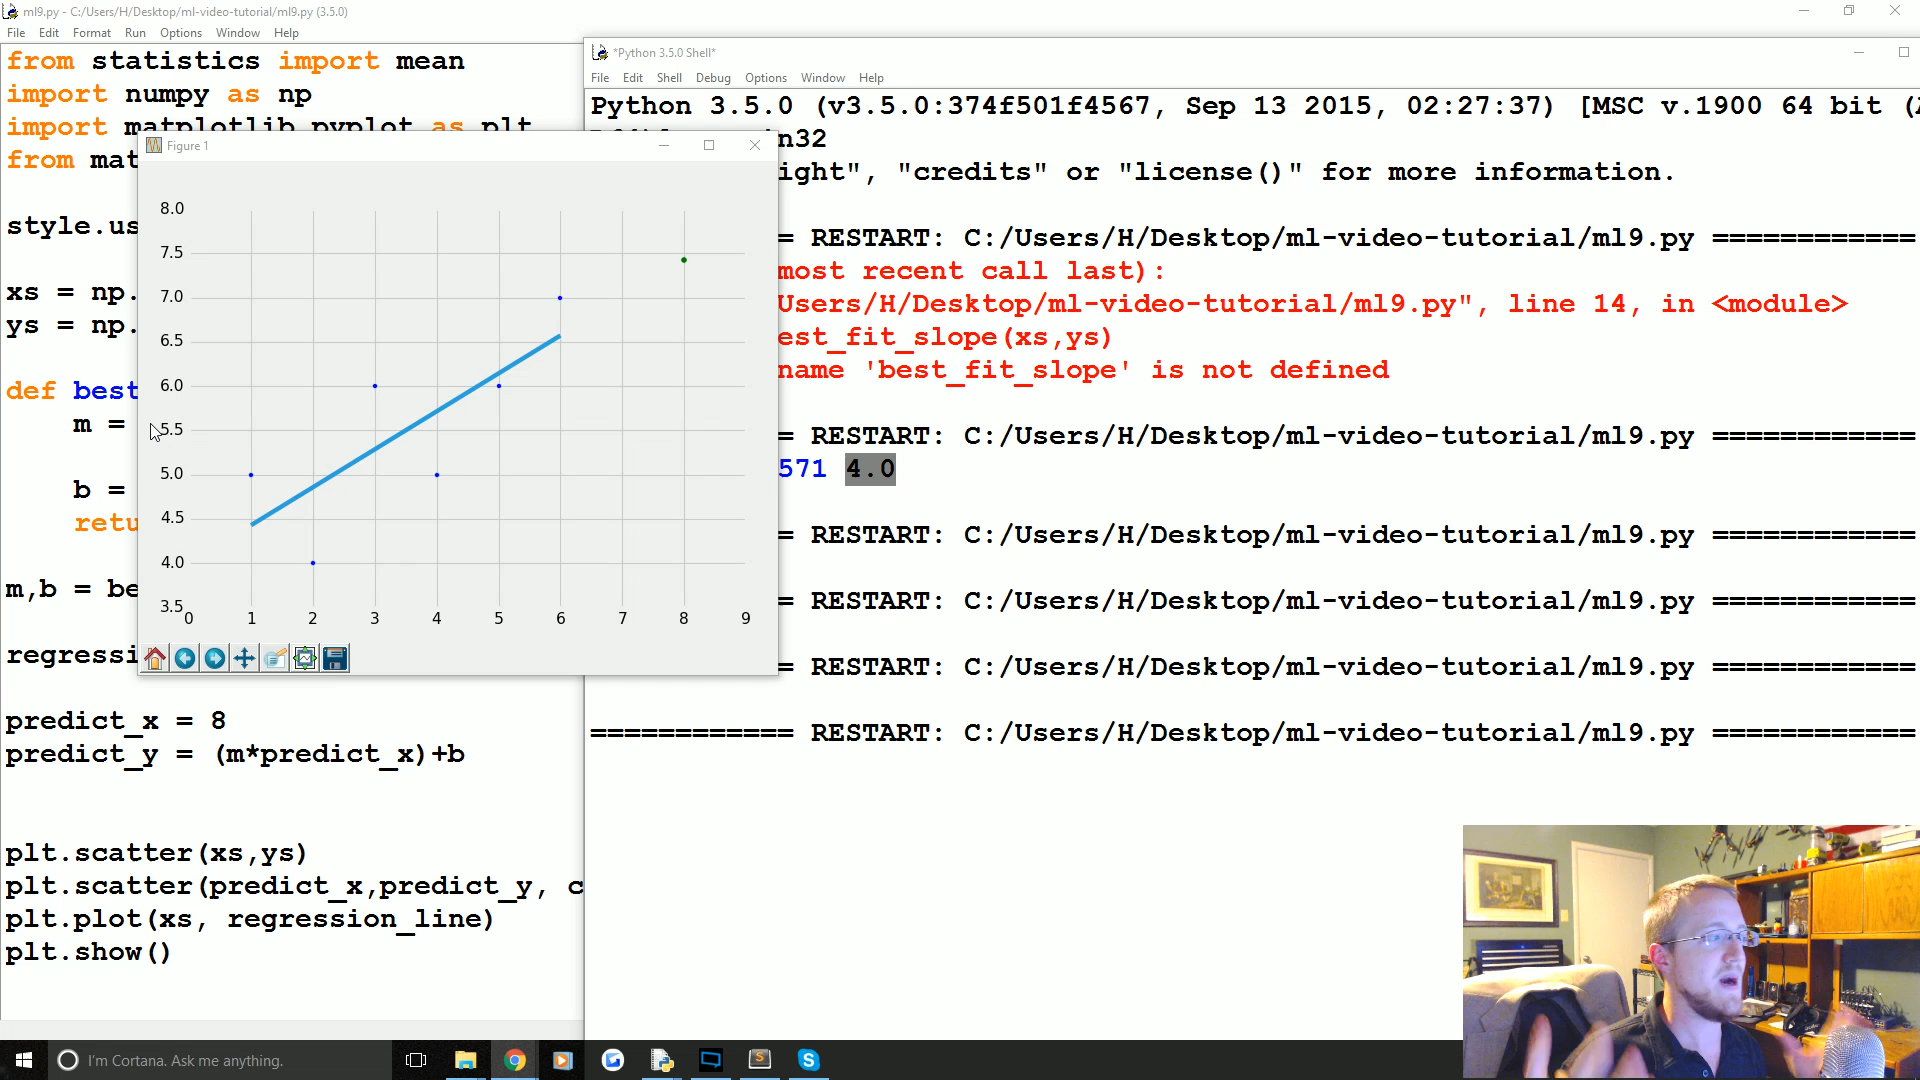 ml9.py - C:/Users/H/Desktop/ml-video-tutorial/ml9.py (3.5.0)
File Edit Format Run Options Window Help
from statistics import mean
import numpy as np
import matplotlib.pyplot as plt
from mat
style.us
xs = np.
ys = np.
def best
m =
b =
retu
m,b = be
regressi
predict_x = 8
predict_y = (m*predict_x)+b
plt.scatter(xs,ys)
plt.scatter(predict_x,predict_y, c
plt.plot(xs, regression_line)
plt.show()
Figure 1
8.0
7.5
7.0
6.5
6.0
5.5
5.0
4.5
4.0
3.5
0 1 2 3 4 5 6 7 8 9
*Python 3.5.0 Shell*
File Edit Shell Debug Options Window Help
Python 3.5.0 (v3.5.0:374f501f4567, Sep 13 2015, 02:27:37) [MSC v.1900 64 bit (
n32
ight", "credits" or "license()" for more information.
= RESTART: C:/Users/H/Desktop/ml-video-tutorial/ml9.py ============
most recent call last):
Users/H/Desktop/ml-video-tutorial/ml9.py", line 14, in <module>
est_fit_slope(xs,ys)
name 'best_fit_slope' is not defined
= RESTART: C:/Users/H/Desktop/ml-video-tutorial/ml9.py ============
571 4.0
= RESTART: C:/Users/H/Desktop/ml-video-tutorial/ml9.py ============
= RESTART: C:/Users/H/Desktop/ml-video-tutorial/ml9.py ============
= RESTART: C:/Users/H/Desktop/ml-video-tutorial/ml9.py ============
============ RESTART: C:/Users/H/Desktop/ml-video-tutorial/ml9.py ============
I'm Cortana. Ask me anything.